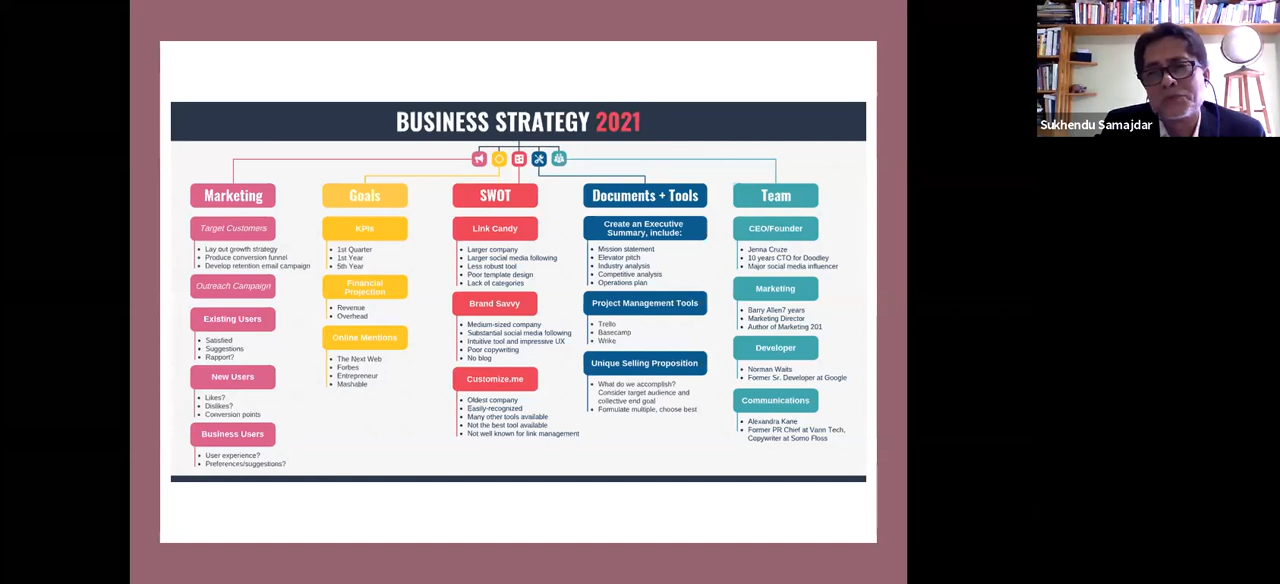 BUSINESS STRATEGY 2021
Marketing
Target Customers
• Lay out growth strategy
• Produce conversion funnel
• Develop retention email campaign
Outreach Campaign
Existing Users
• Satisfied
• Suggestions
• Rapport?
New Users
• Likes?
• Dislikes?
• Conversion points
Business Users
• User experience?
• Preferences/suggestions?
Goals
KPIs
• 1st Quarter
• 1st Year
• 5th Year
Financial
Projection
• Revenue
• Overhead
Online Mentions
• The Next Web
• Forbes
• Entrepreneur
• Mashable
SWOT
Link Candy
• Larger company
• Larger social media following
• Less robust tool
• Poor template design
• Lack of categories
Brand Savvy
• Medium-sized company
• Substantial social media following
• Intuitive tool and impressive UX
• Poor copywriting
• No blog
Customize.me
• Oldest company
• Easily-recognized
• Many other tools available
• Not the best tool available
• Not well known for link management
Documents + Tools
Create an Executive
Summary, include:
• Mission statement
• Elevator pitch
• Industry analysis
• Competitive analysis
• Operations plan
Project Management Tools
• Trello
• Basecamp
• Wrike
Unique Selling Proposition
• What do we accomplish?
Consider target audience and
collective end goal
• Formulate multiple, choose best
Team
CEO/Founder
• Jenna Cruze
• 10 years CTO for Doodley
• Major social media influencer
Marketing
• Barry Allen7 years
• Marketing Director
• Author of Marketing 201
Developer
• Norman Waits
• Former Sr. Developer at Google
Communications
• Alexandra Kane
• Former PR Chief at Vann Tech,
Copywriter at Somo Floss
Sukhendu Samajdar